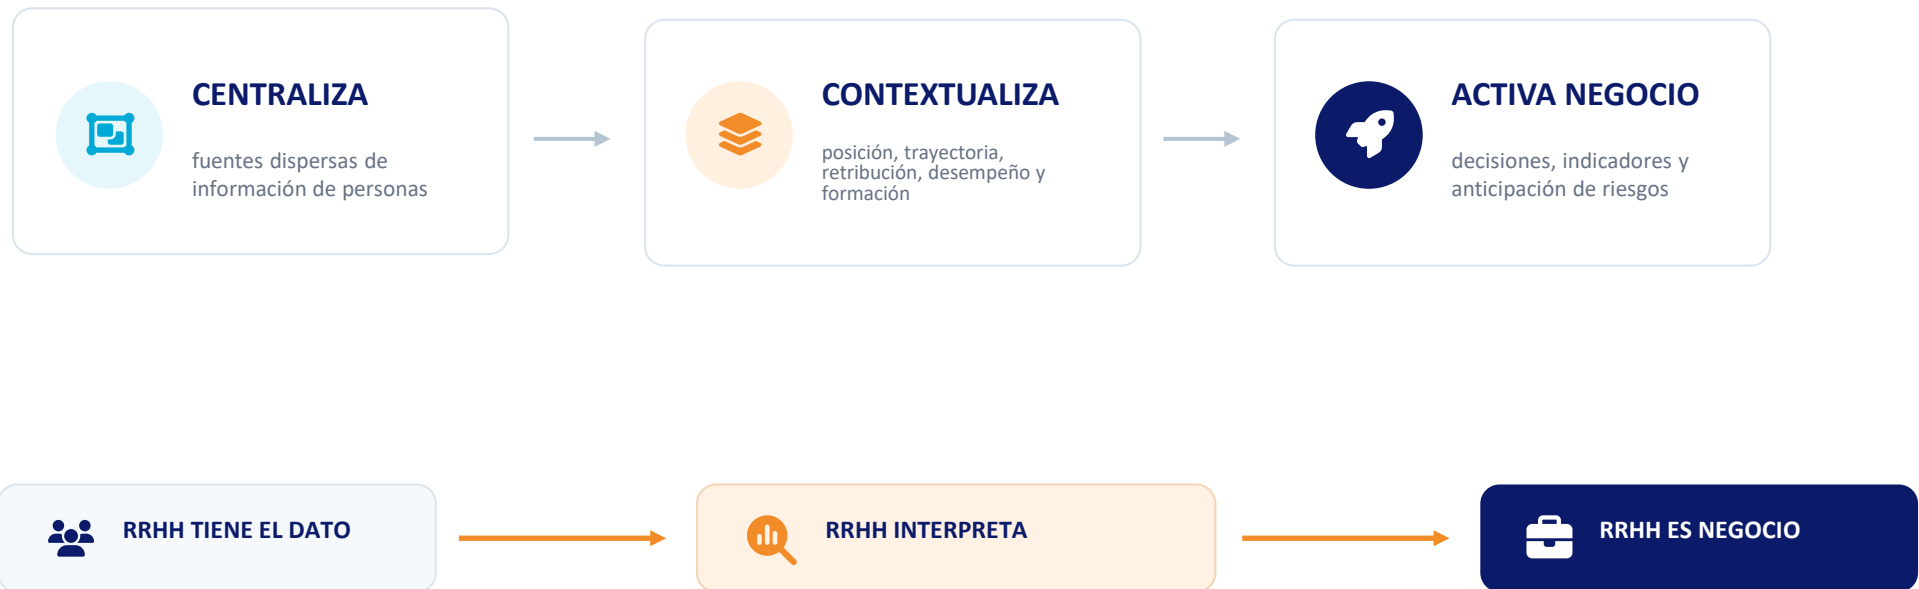 CENTRALIZA
fuentes dispersas de
información de personas
CONTEXTUALIZA
posición, trayectoria,
retribución, desempeño y
formación
ACTIVA NEGOCIO
decisiones, indicadores y
anticipación de riesgos
RRHH TIENE EL DATO
RRHH INTERPRETA
RRHH ES NEGOCIO